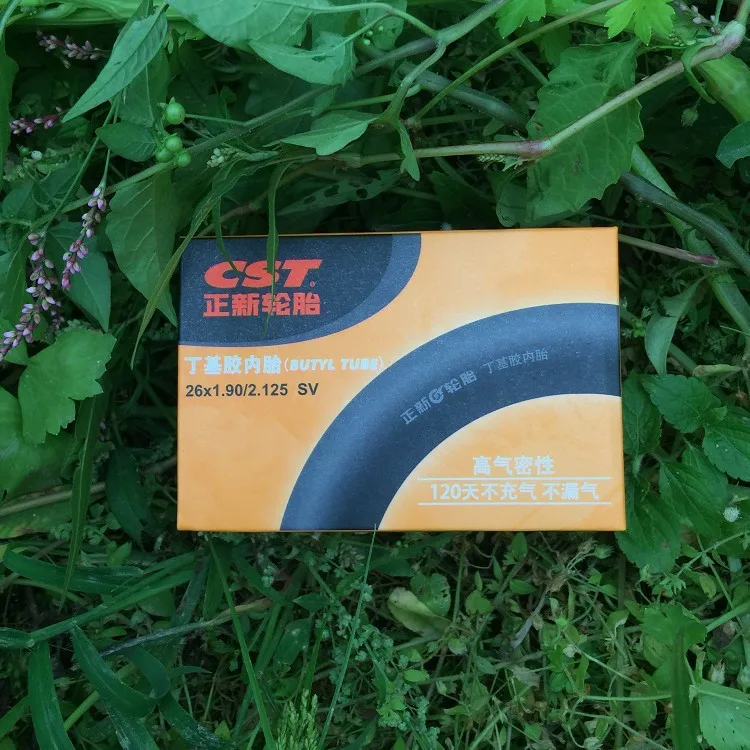 CST
正新轮胎
丁基胶内胎(BUTYL TUBE)
26x1.90/2.125 SV
正新轮胎 丁基胶内胎
高气密性
120天不充气 不漏气